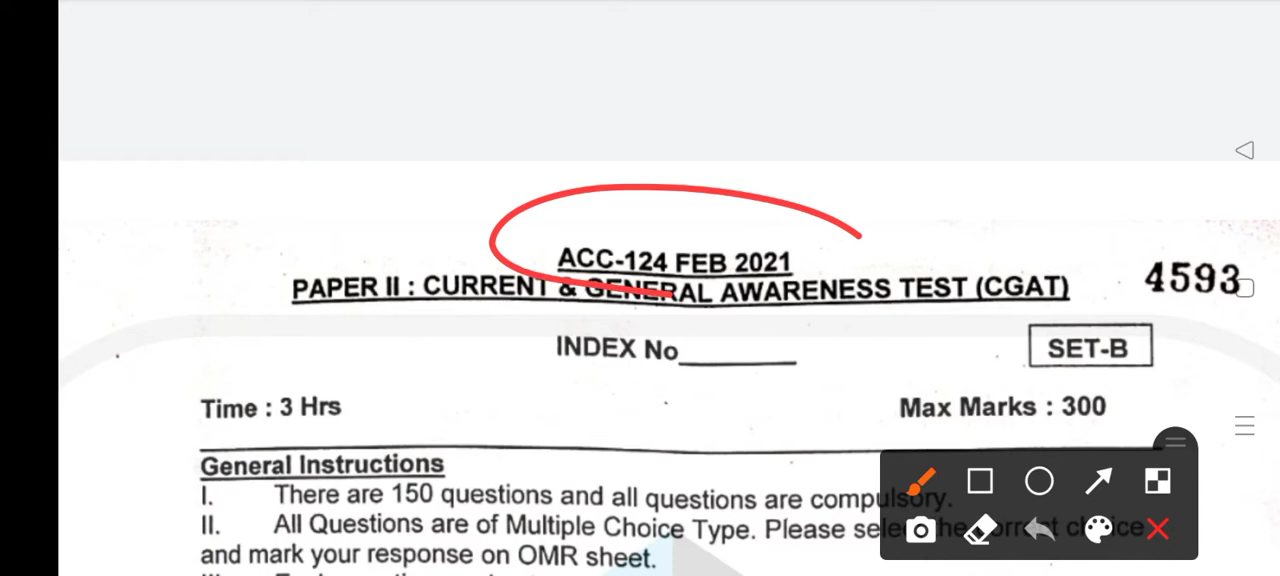 ACC-124 FEB 2021
PAPER II : CURRENT & GENERAL AWARENESS TEST (CGAT)
4593
INDEX No
SET-B
Time : 3 Hrs
Max Marks : 300
General Instructions
I. There are 150 questions and all questions are compulsory.
II. All Questions are of Multiple Choice Type. Please select the correct choice
and mark your response on OMR sheet.